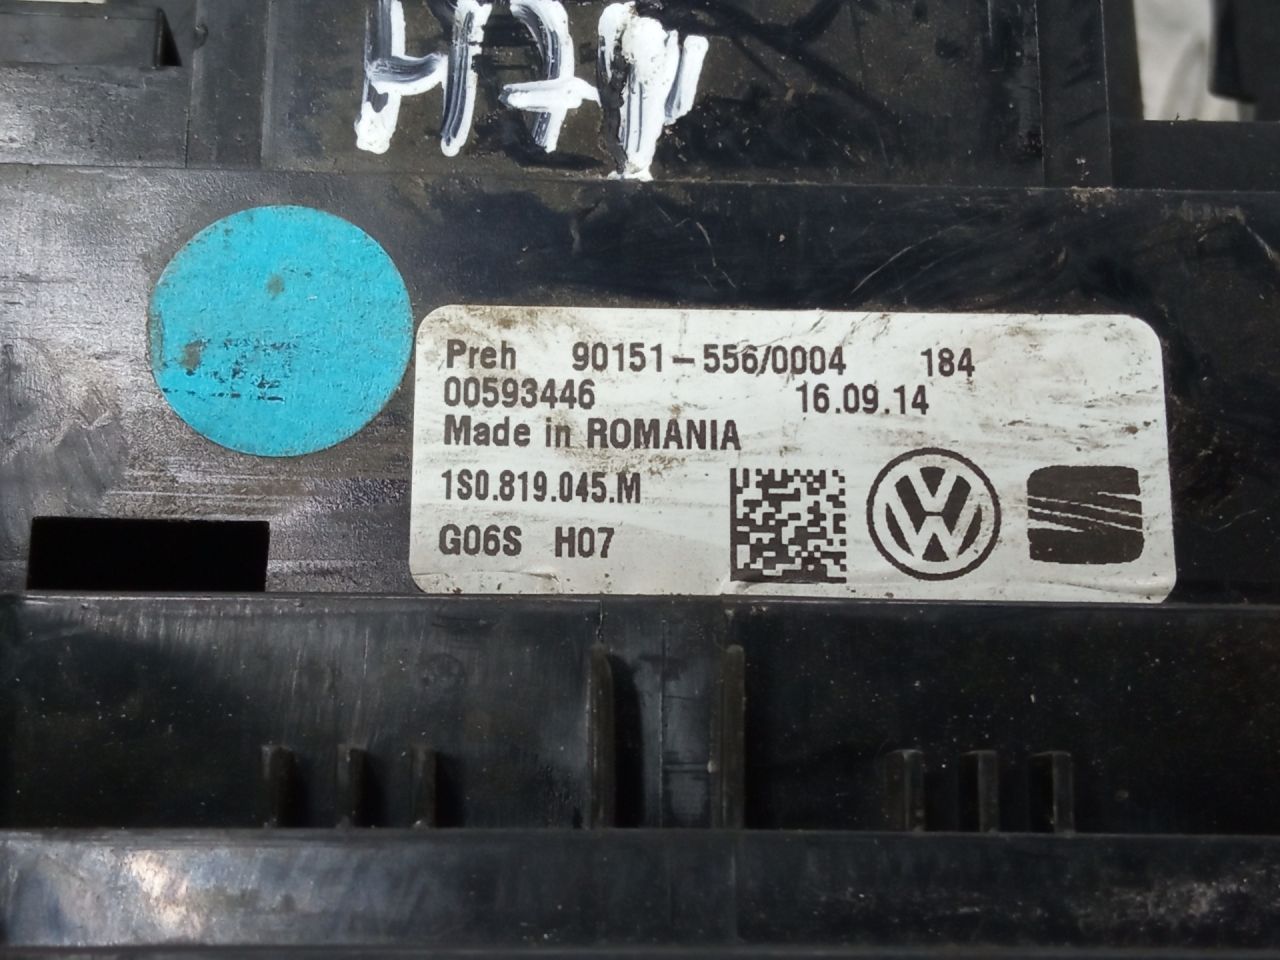 Preh 90151-556/0004 184
00593446 16.09.14
Made in ROMANIA
1S0.819.045.M
G06S H07